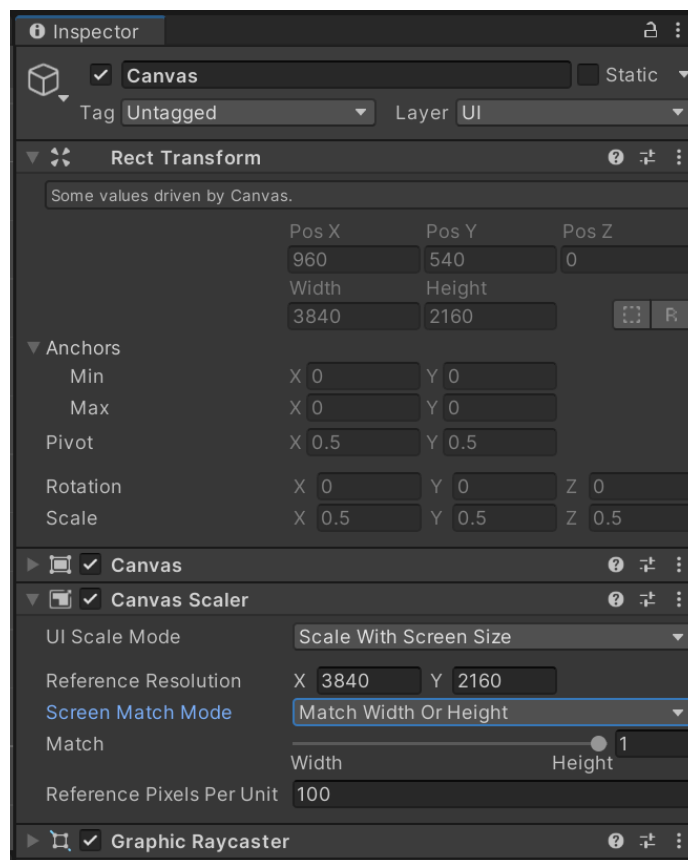 Inspector
Canvas Static
Tag Untagged Layer UI
Rect Transform
Some values driven by Canvas.
Pos X Pos Y Pos Z
960 540 0
Width Height
3840 2160
R
Anchors
Min X 0 Y 0
Max X 0 Y 0
Pivot X 0.5 Y 0.5
Rotation X 0 Y 0 Z 0
Scale X 0.5 Y 0.5 Z 0.5
Canvas
Canvas Scaler
UI Scale Mode Scale With Screen Size
Reference Resolution X 3840 Y 2160
Screen Match Mode Match Width Or Height
Match 1
Width Height
Reference Pixels Per Unit 100
Graphic Raycaster